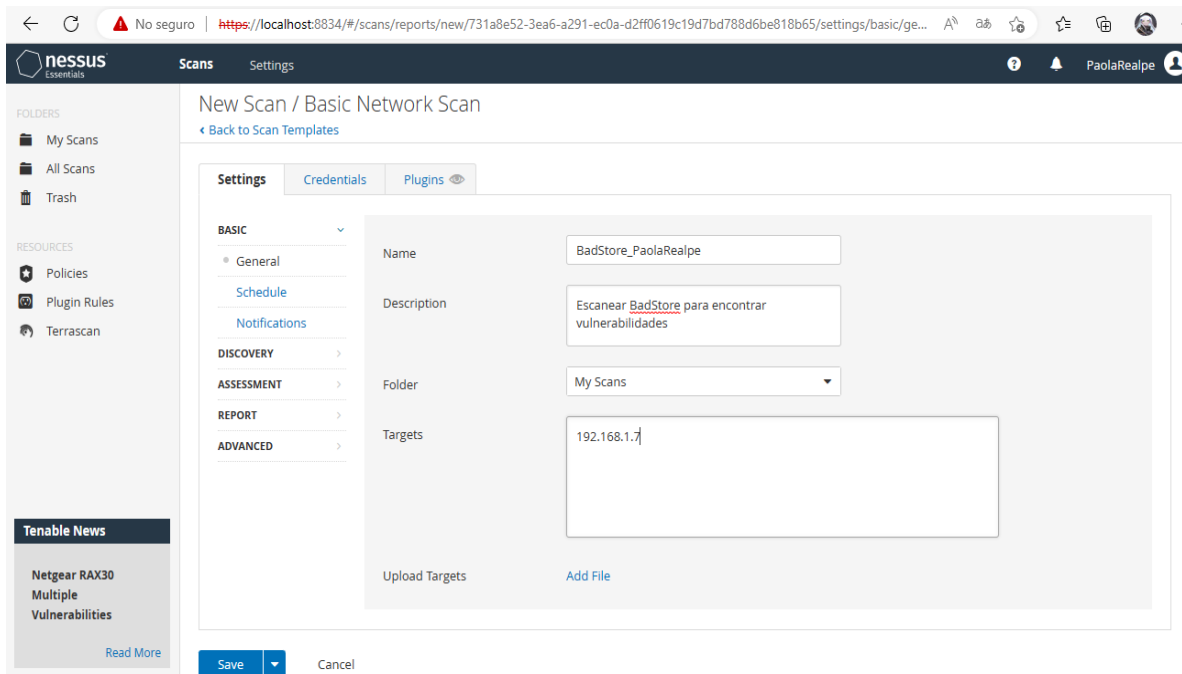 No seguro
https://localhost:8834/#/scans/reports/new/731a8e52-3ea6-a291-ec0a-d2ff0619c19d7bd788d6be818b65/settings/basic/ge...
nessus
Essentials
Scans
Settings
PaolaRealpe
FOLDERS
My Scans
All Scans
Trash
RESOURCES
Policies
Plugin Rules
Terrascan
Tenable News
Netgear RAX30
Multiple
Vulnerabilities
Read More
New Scan / Basic Network Scan
Back to Scan Templates
Settings
Credentials
Plugins
BASIC
General
Schedule
Notifications
DISCOVERY
ASSESSMENT
REPORT
ADVANCED
Name
BadStore_PaolaRealpe
Description
Escanear BadStore para encontrar
vulnerabilidades
Folder
My Scans
Targets
192.168.1.7
Upload Targets
Add File
Save
Cancel